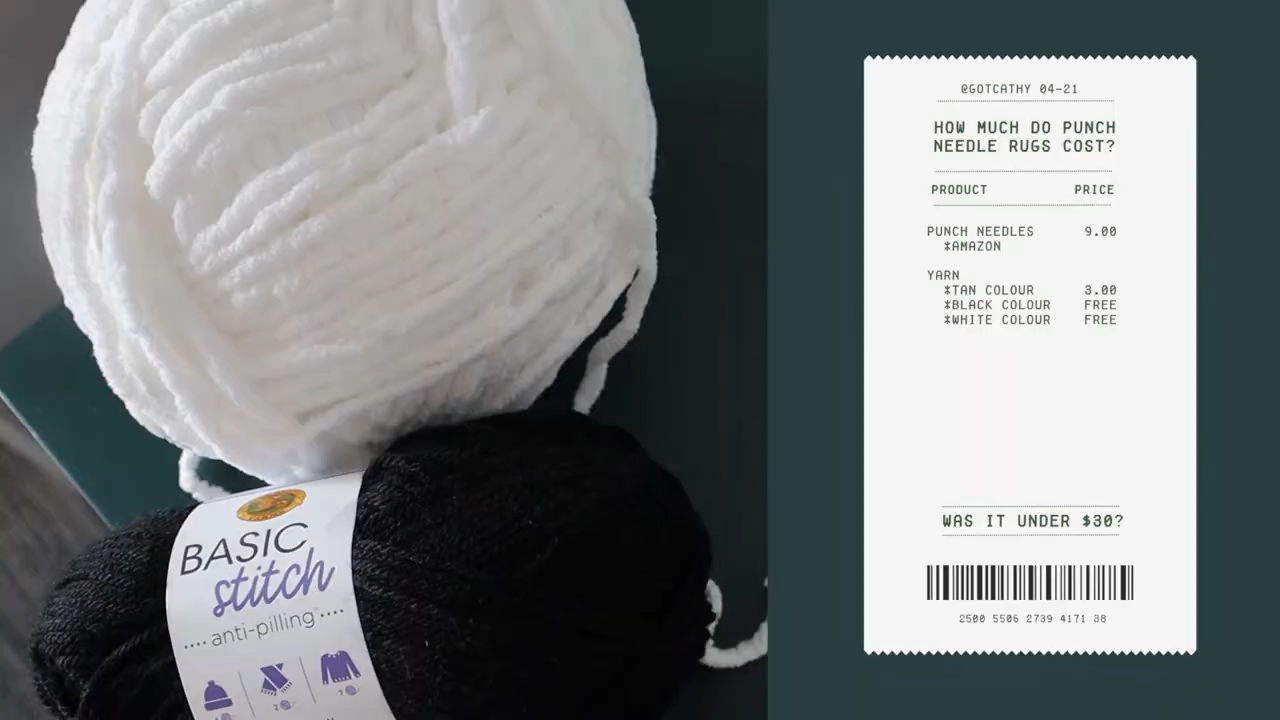 BASIC
stitch
anti-pilling
2
7
@GOTCATHY 04-21
HOW MUCH DO PUNCH
NEEDLE RUGS COST?
PRODUCT PRICE
PUNCH NEEDLES 9.00
*AMAZON
YARN
*TAN COLOUR 3.00
*BLACK COLOUR FREE
*WHITE COLOUR FREE
WAS IT UNDER $30?
2500 5506 2739 4171 38